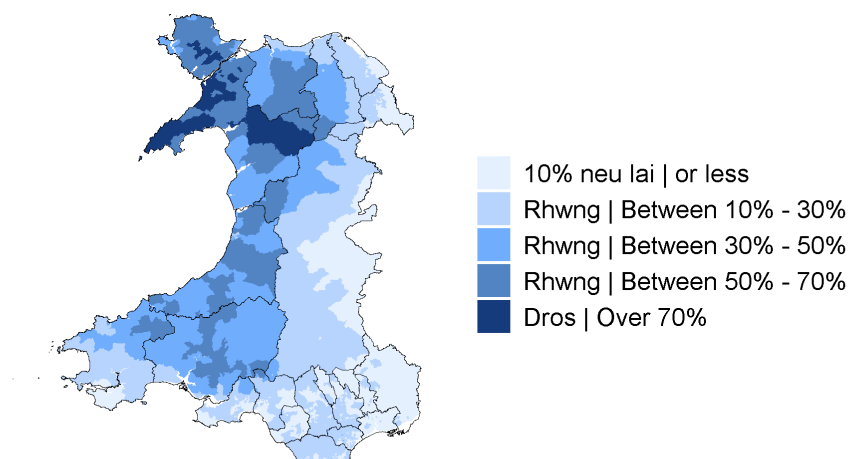 10% neu lai | or less
Rhwng | Between 10% - 30%
Rhwng | Between 30% - 50%
Rhwng | Between 50% - 70%
Dros | Over 70%